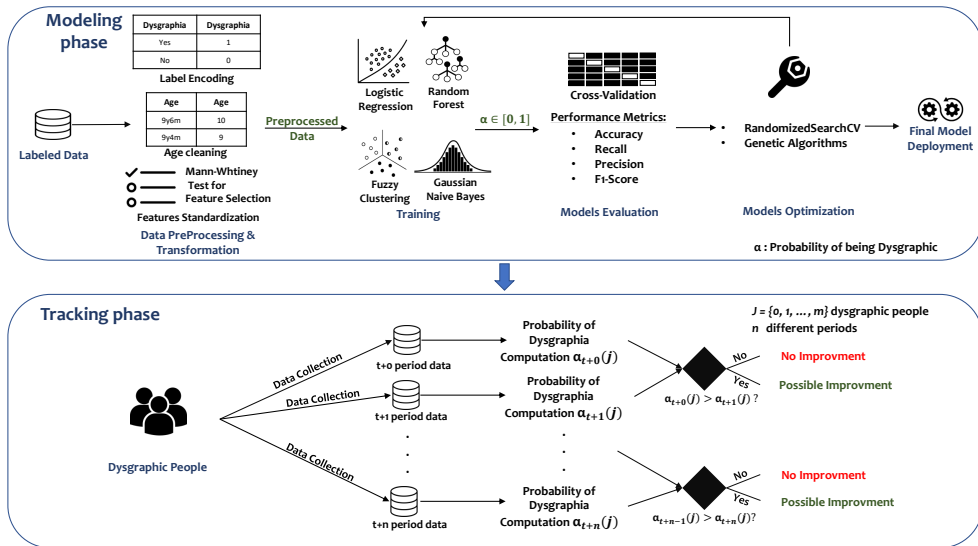 Modeling
phase
Dysgraphia Dysgraphia
Yes 1
No 0
Label Encoding
Labeled Data
Age Age
9y6m 10
9y4m 9
Age cleaning
Mann-Whtiney
Test for
Feature Selection
Features Standardization
Data PreProcessing &
Transformation
Preprocessed
Data
Logistic
Regression
Random
Forest
Fuzzy
Clustering
Gaussian
Naive Bayes
Training
α ∈ [0, 1]
Cross-Validation
Performance Metrics:
• Accuracy
• Recall
• Precision
• F1-Score
Models Evaluation
• RandomizedSearchCV
• Genetic Algorithms
Models Optimization
Final Model
Deployment
α : Probability of being Dysgraphic
Tracking phase
J = {0, 1, ..., m} dysgraphic people
n different periods
Dysgraphic People
Data Collection
t+0 period data
Probability of
Dysgraphia
Computation α_{t+0}(j)
Data Collection
t+1 period data
Probability of
Dysgraphia
Computation α_{t+1}(j)
No
No Improvment
Yes
Possible Improvment
α_{t+0}(j) > α_{t+1}(j) ?
Data Collection
t+n period data
Probability of
Dysgraphia
Computation α_{t+n}(j)
No
No Improvment
Yes
Possible Improvment
α_{t+n−1}(j) > α_{t+n}(j)?